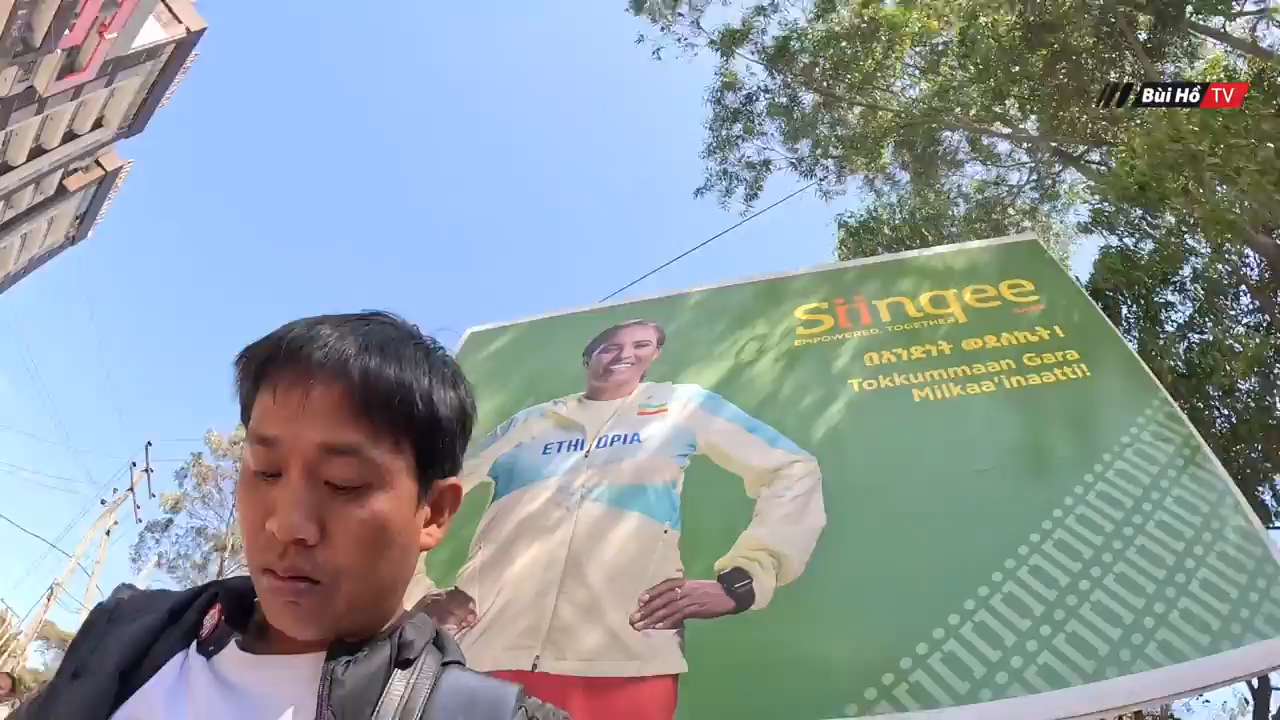 Bùi Hồ TV
Siinqee
EMPOWERED, TOGETHER
በአንድነት ወደስኬት!
Tokkummaan Gara
Milkaa'inaatti!
ETHIOPIA